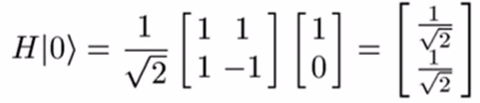 H|0⟩ = 1/√2 [1 1; 1 −1] [1; 0] = [1/√2; 1/√2]